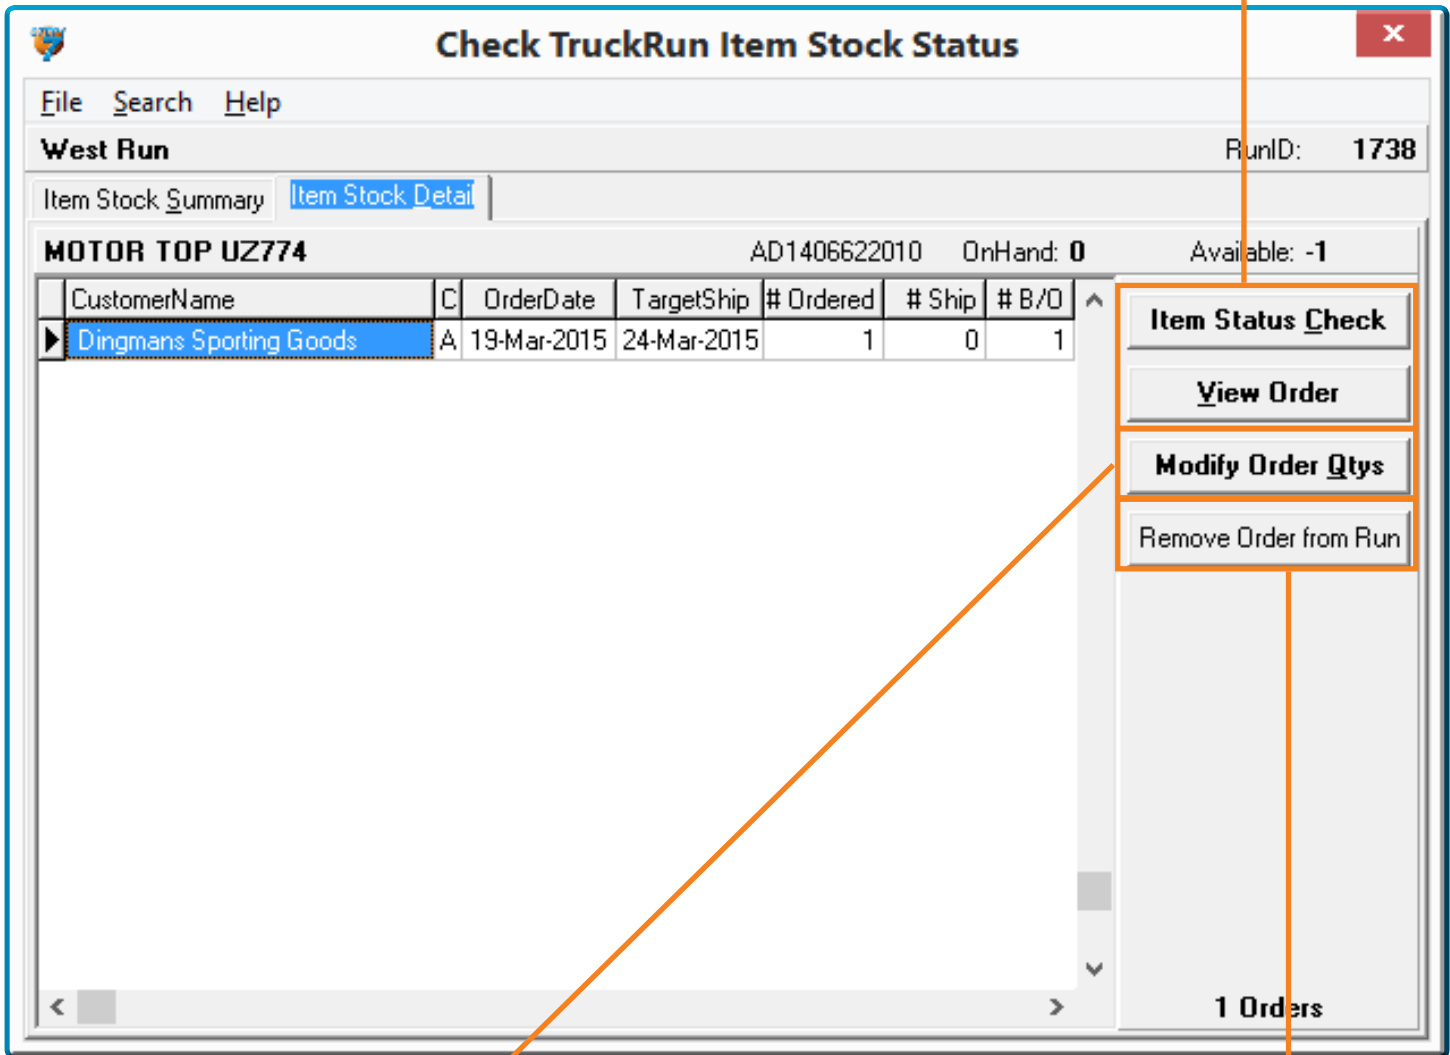 Check TruckRun Item Stock Status
File Search Help
West Run RunID: 1738
Item Stock Summary Item Stock Detail
MOTOR TOP UZ774 AD1406622010 OnHand: 0 Available: -1
CustomerName C OrderDate TargetShip # Ordered # Ship # B/O
Dingmans Sporting Goods A 19-Mar-2015 24-Mar-2015 1 0 1
Item Status Check
View Order
Modify Order Qtys
Remove Order from Run
1 Orders